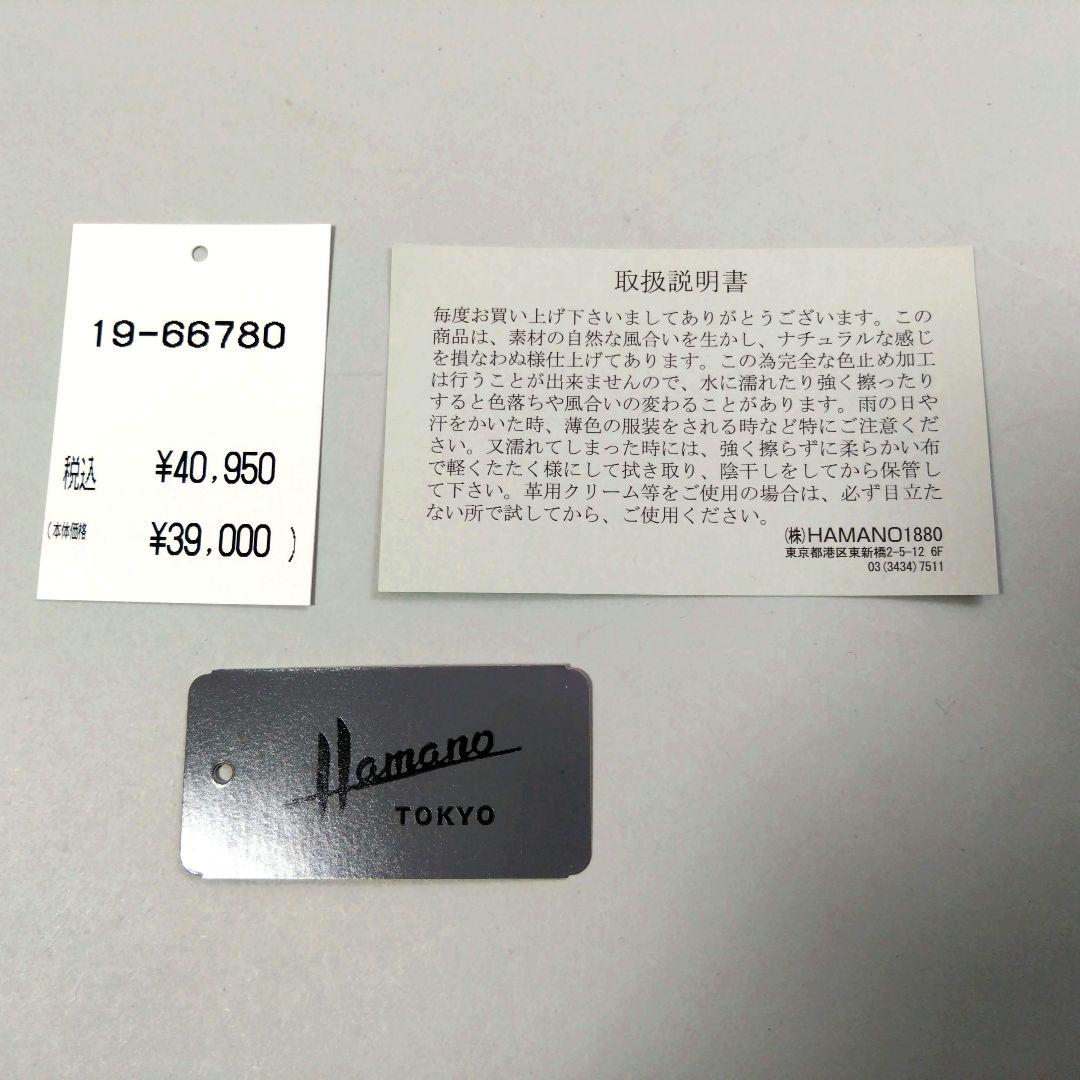 19-66780
税込 ¥40,950
(本体価格 ¥39,000)
取扱説明書
毎度お買い上げ下さいましてありがとうございます。この
商品は、素材の自然な風合いを生かし、ナチュラルな感じ
を損なわぬ様仕上げてあります。この為完全な色止め加工
は行うことが出来ませんので、水に濡れたり強く擦ったり
すると色落ちや風合いの変わることがあります。雨の日や
汗をかいた時、薄色の服装をされる時など特にご注意くだ
さい。又濡れてしまった時には、強く擦らずに柔らかい布
で軽くたたく様にして拭き取り、陰干しをしてから保管し
て下さい。革用クリーム等をご使用の場合は、必ず目立た
ない所で試してから、ご使用ください。
(株)HAMANO1880
東京都港区東新橋2-5-12 6F
03(3434)7511
Hamano
TOKYO